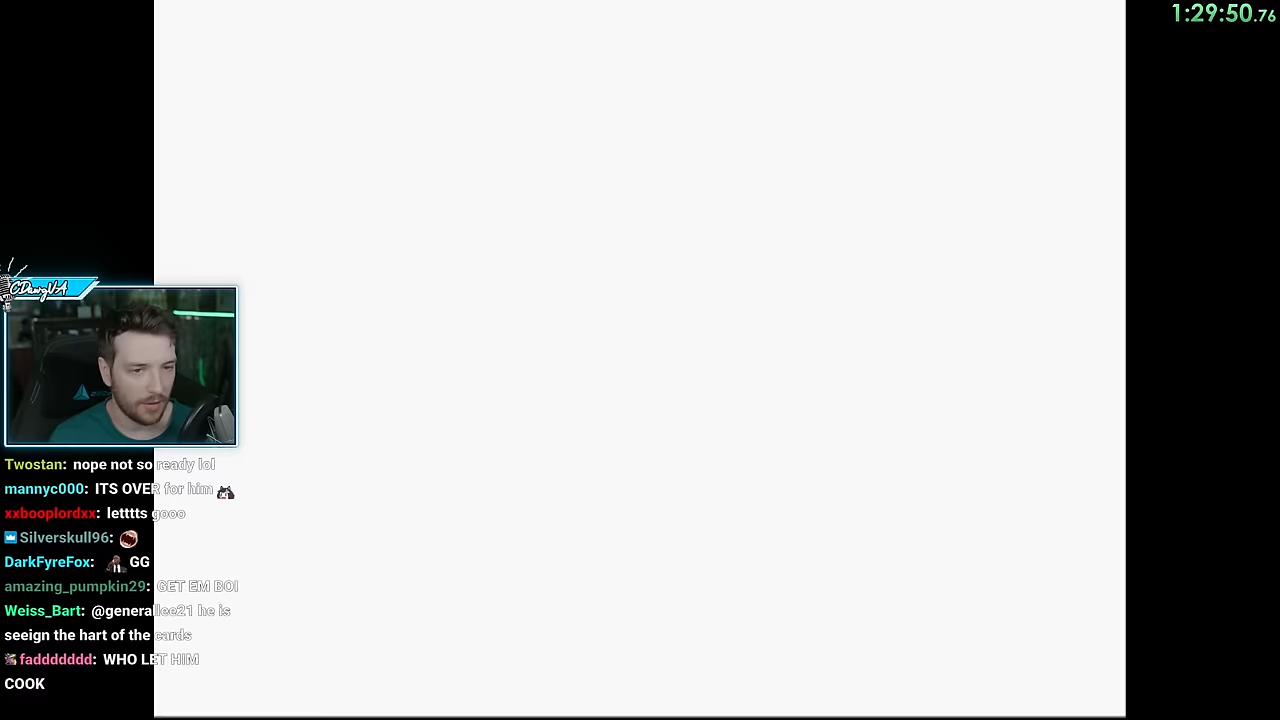 1:29:50.76
CDawgVA
Twostan: nope not so ready lol
mannyc000: ITS OVER for him
xxbooplordxx: letttts gooo
Silverskull96:
DarkFyreFox: GG
amazing_pumpkin29: GET EM BOI
Weiss_Bart: @generallee21 he is
seeign the hart of the cards
faddddddd: WHO LET HIM
COOK